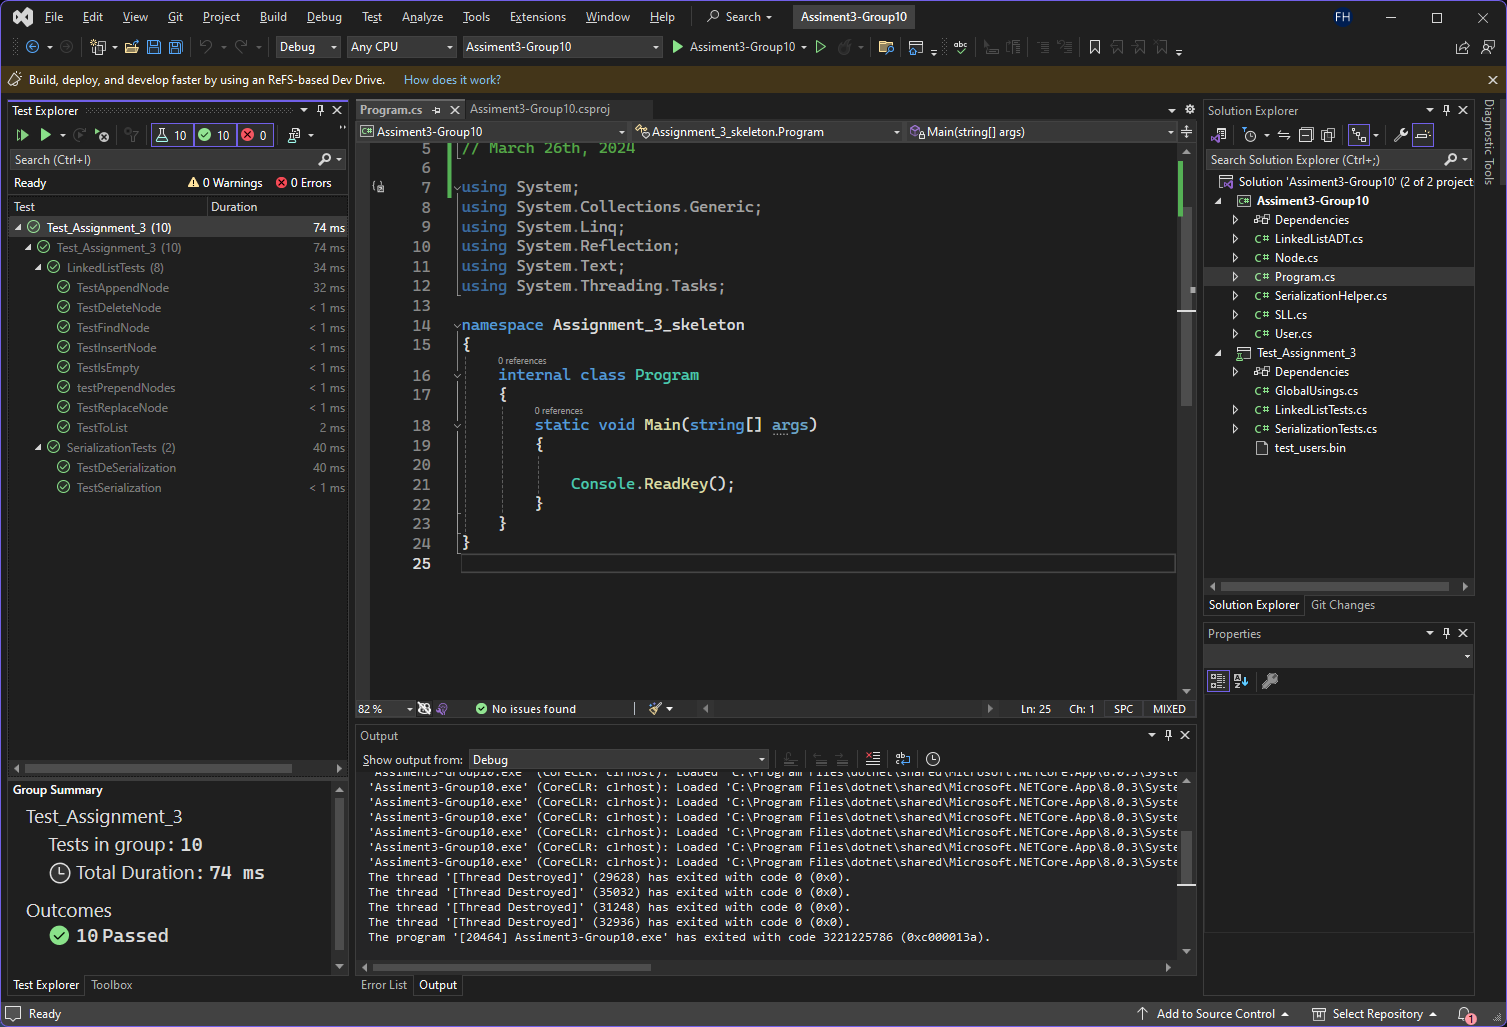 File Edit View Git Project Build Debug Test Analyze Tools Extensions Window Help Search Assiment3-Group10 FH
Debug Any CPU Assiment3-Group10 Assiment3-Group10
Build, deploy, and develop faster by using an ReFS-based Dev Drive. How does it work?
Test Explorer
10 10 0
Search (Ctrl+I)
Ready 0 Warnings 0 Errors
Test Duration
Test_Assignment_3 (10) 74 ms
Test_Assignment_3 (10) 74 ms
LinkedListTests (8) 34 ms
TestAppendNode 32 ms
TestDeleteNode < 1 ms
TestFindNode < 1 ms
TestInsertNode < 1 ms
TestIsEmpty < 1 ms
testPrependNodes < 1 ms
TestReplaceNode < 1 ms
TestToList 2 ms
SerializationTests (2) 40 ms
TestDeSerialization 40 ms
TestSerialization < 1 ms
Group Summary
Test_Assignment_3
Tests in group: 10
Total Duration: 74 ms
Outcomes
10 Passed
Test Explorer Toolbox
Program.cs Assiment3-Group10.csproj
Assiment3-Group10 Assignment_3_skeleton.Program Main(string[] args)
5 // March 26th, 2024
6
7 using System;
8 using System.Collections.Generic;
9 using System.Linq;
10 using System.Reflection;
11 using System.Text;
12 using System.Threading.Tasks;
13
14 namespace Assignment_3_skeleton
15 {
0 references
16 internal class Program
17 {
0 references
18 static void Main(string[] args)
19 {
20
21 Console.ReadKey();
22 }
23 }
24 }
25
82 % No issues found Ln: 25 Ch: 1 SPC MIXED
Output
Show output from: Debug
'Assiment3-Group10.exe' (CoreCLR: clrhost): Loaded 'C:\Program Files\dotnet\shared\Microsoft.NETCore.App\8.0.3\Syste
'Assiment3-Group10.exe' (CoreCLR: clrhost): Loaded 'C:\Program Files\dotnet\shared\Microsoft.NETCore.App\8.0.3\Syste
'Assiment3-Group10.exe' (CoreCLR: clrhost): Loaded 'C:\Program Files\dotnet\shared\Microsoft.NETCore.App\8.0.3\Syste
'Assiment3-Group10.exe' (CoreCLR: clrhost): Loaded 'C:\Program Files\dotnet\shared\Microsoft.NETCore.App\8.0.3\Syste
'Assiment3-Group10.exe' (CoreCLR: clrhost): Loaded 'C:\Program Files\dotnet\shared\Microsoft.NETCore.App\8.0.3\Syste
'Assiment3-Group10.exe' (CoreCLR: clrhost): Loaded 'C:\Program Files\dotnet\shared\Microsoft.NETCore.App\8.0.3\Syste
'Assiment3-Group10.exe' (CoreCLR: clrhost): Loaded 'C:\Program Files\dotnet\shared\Microsoft.NETCore.App\8.0.3\Syste
The thread '[Thread Destroyed]' (29628) has exited with code 0 (0x0).
The thread '[Thread Destroyed]' (35032) has exited with code 0 (0x0).
The thread '[Thread Destroyed]' (31248) has exited with code 0 (0x0).
The thread '[Thread Destroyed]' (32936) has exited with code 0 (0x0).
The program '[20464] Assiment3-Group10.exe' has exited with code 3221225786 (0xc000013a).
Error List Output
Solution Explorer
Search Solution Explorer (Ctrl+;)
Solution 'Assiment3-Group10' (2 of 2 project
Assiment3-Group10
Dependencies
C# LinkedListADT.cs
C# Node.cs
C# Program.cs
C# SerializationHelper.cs
C# SLL.cs
C# User.cs
Test_Assignment_3
Dependencies
C# GlobalUsings.cs
C# LinkedListTests.cs
C# SerializationTests.cs
test_users.bin
Solution Explorer Git Changes
Properties
Diagnostic Tools
Ready Add to Source Control Select Repository 1